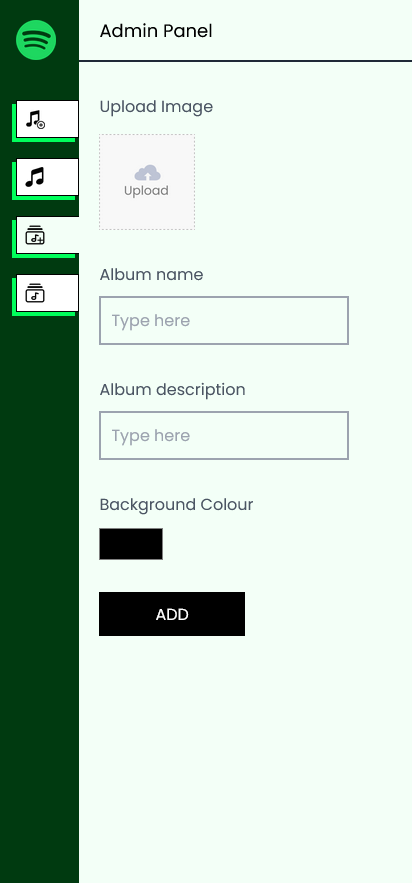 Admin Panel
Upload Image
Upload
Album name
Type here
Album description
Type here
Background Colour
ADD